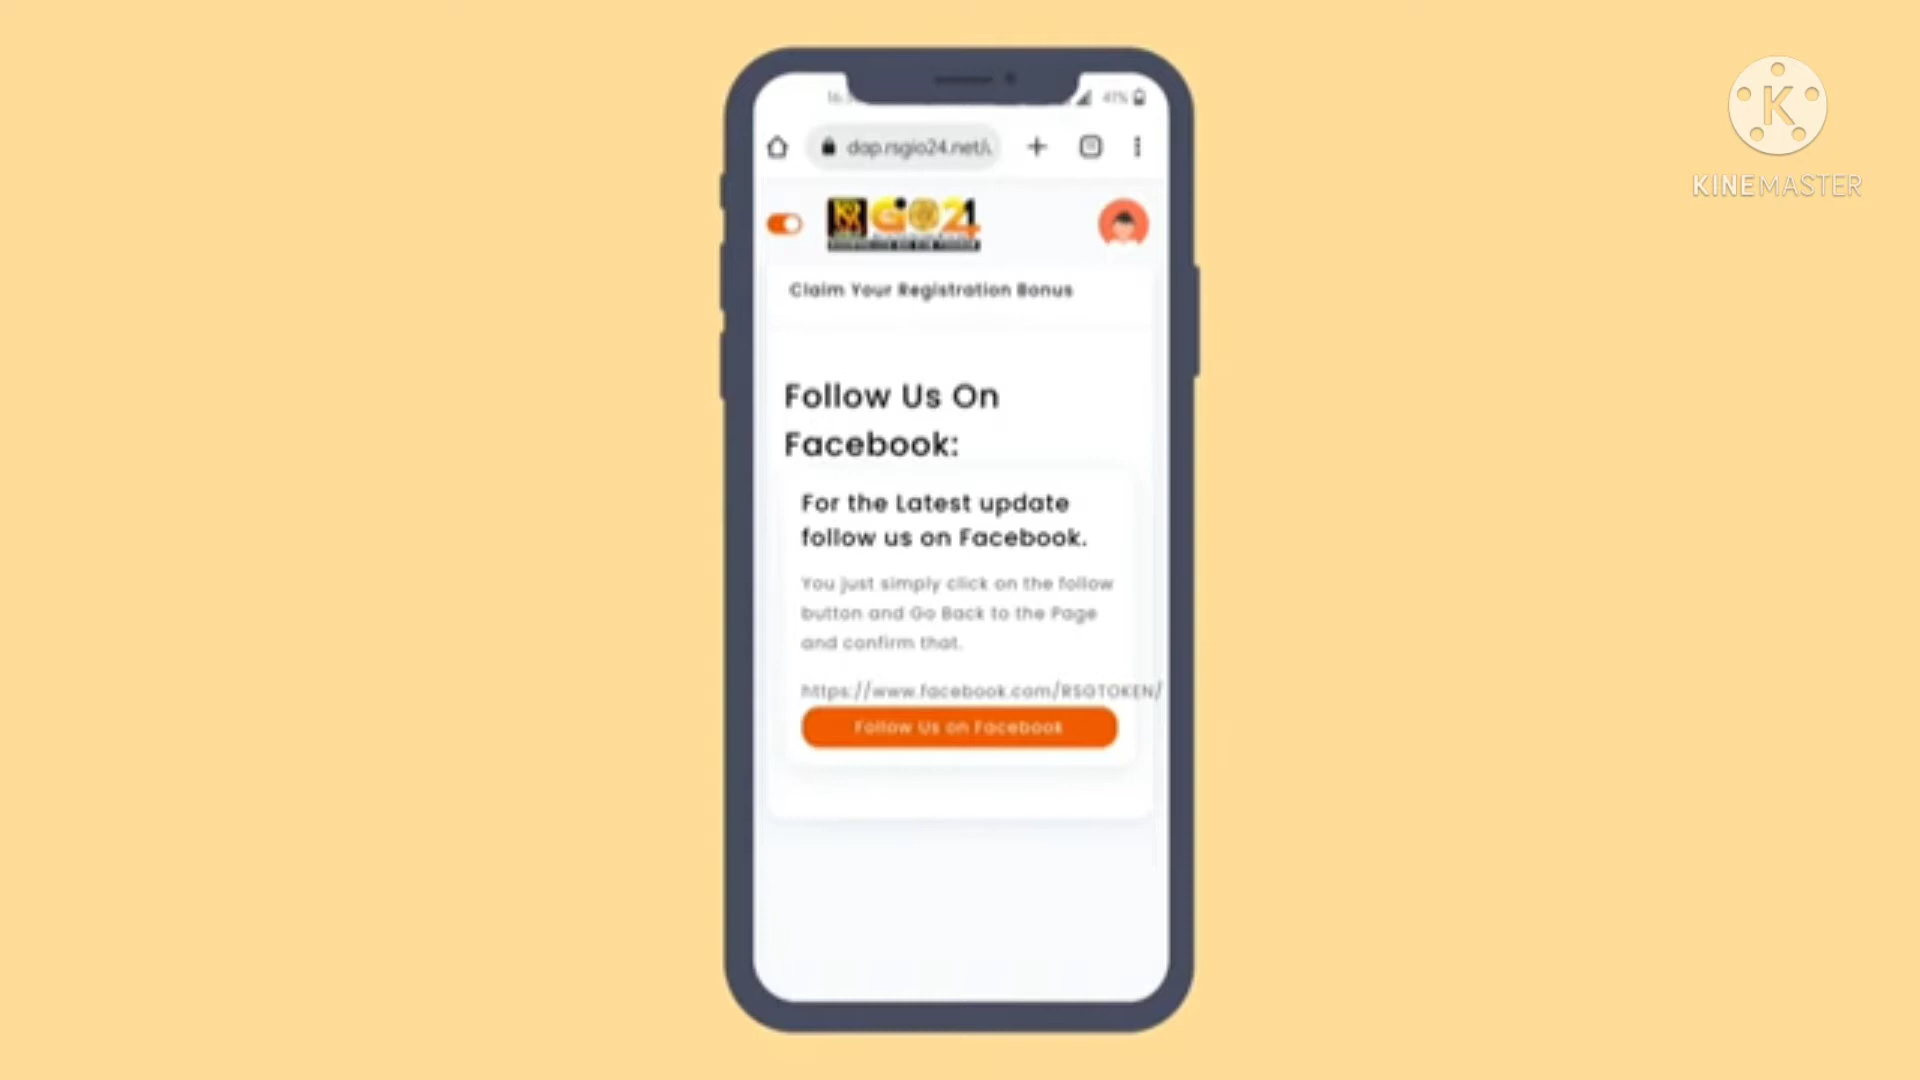 41%
dap.rsgio24.net/
GiO24
Claim Your Registration Bonus
Follow Us On
Facebook:
For the Latest update
follow us on Facebook.
You just simply click on the follow
button and Go Back to the Page
and confirm that.
https://www.facebook.com/RSGTOKEN/
Follow Us on Facebook
K
KINEMASTER